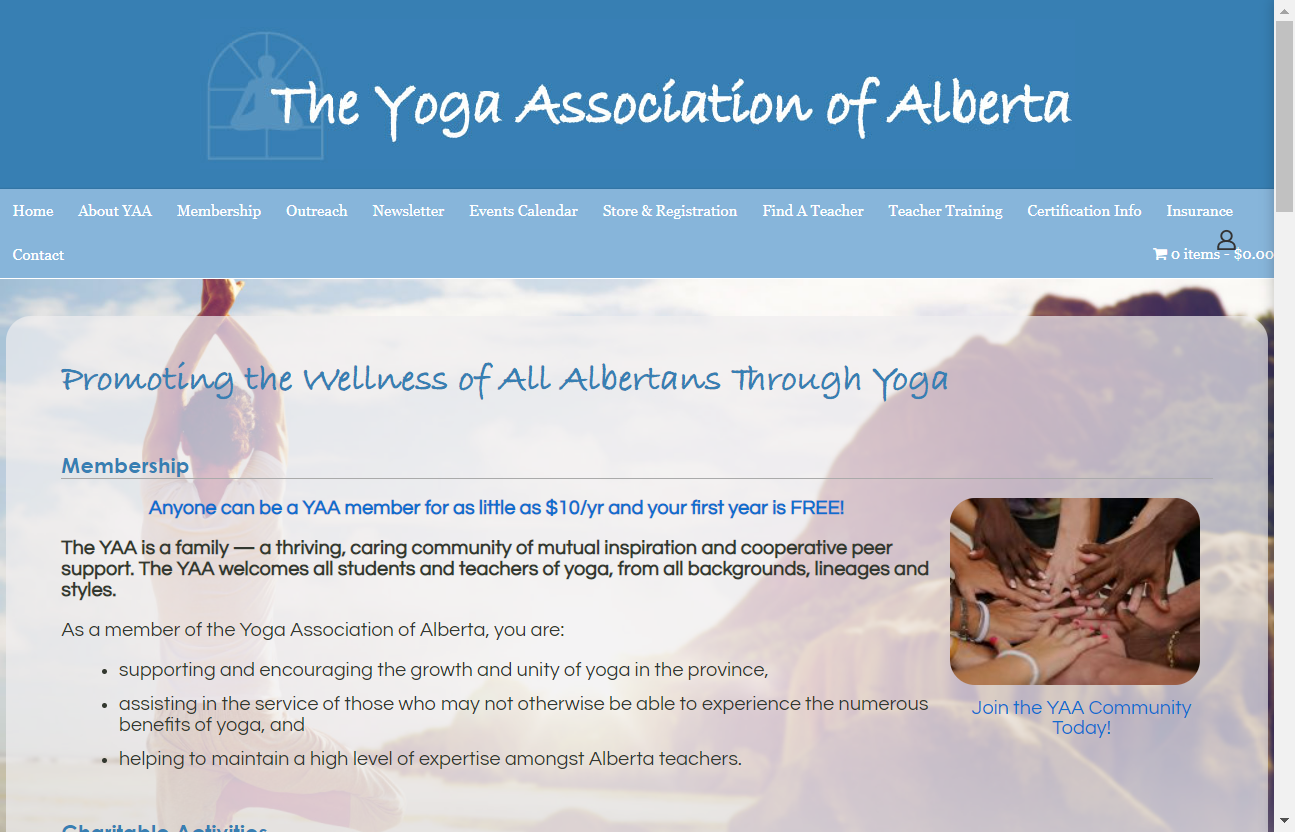 The Yoga Association of Alberta
Home About YAA Membership Outreach Newsletter Events Calendar Store & Registration Find A Teacher Teacher Training Certification Info Insurance
Contact 0 items - $0.00
Promoting the Wellness of All Albertans Through Yoga
Membership
Anyone can be a YAA member for as little as $10/yr and your first year is FREE!
The YAA is a family — a thriving, caring community of mutual inspiration and cooperative peer
support. The YAA welcomes all students and teachers of yoga, from all backgrounds, lineages and
styles.
As a member of the Yoga Association of Alberta, you are:
• supporting and encouraging the growth and unity of yoga in the province,
• assisting in the service of those who may not otherwise be able to experience the numerous
benefits of yoga, and
• helping to maintain a high level of expertise amongst Alberta teachers.
Join the YAA Community
Today!
Charitable Activities